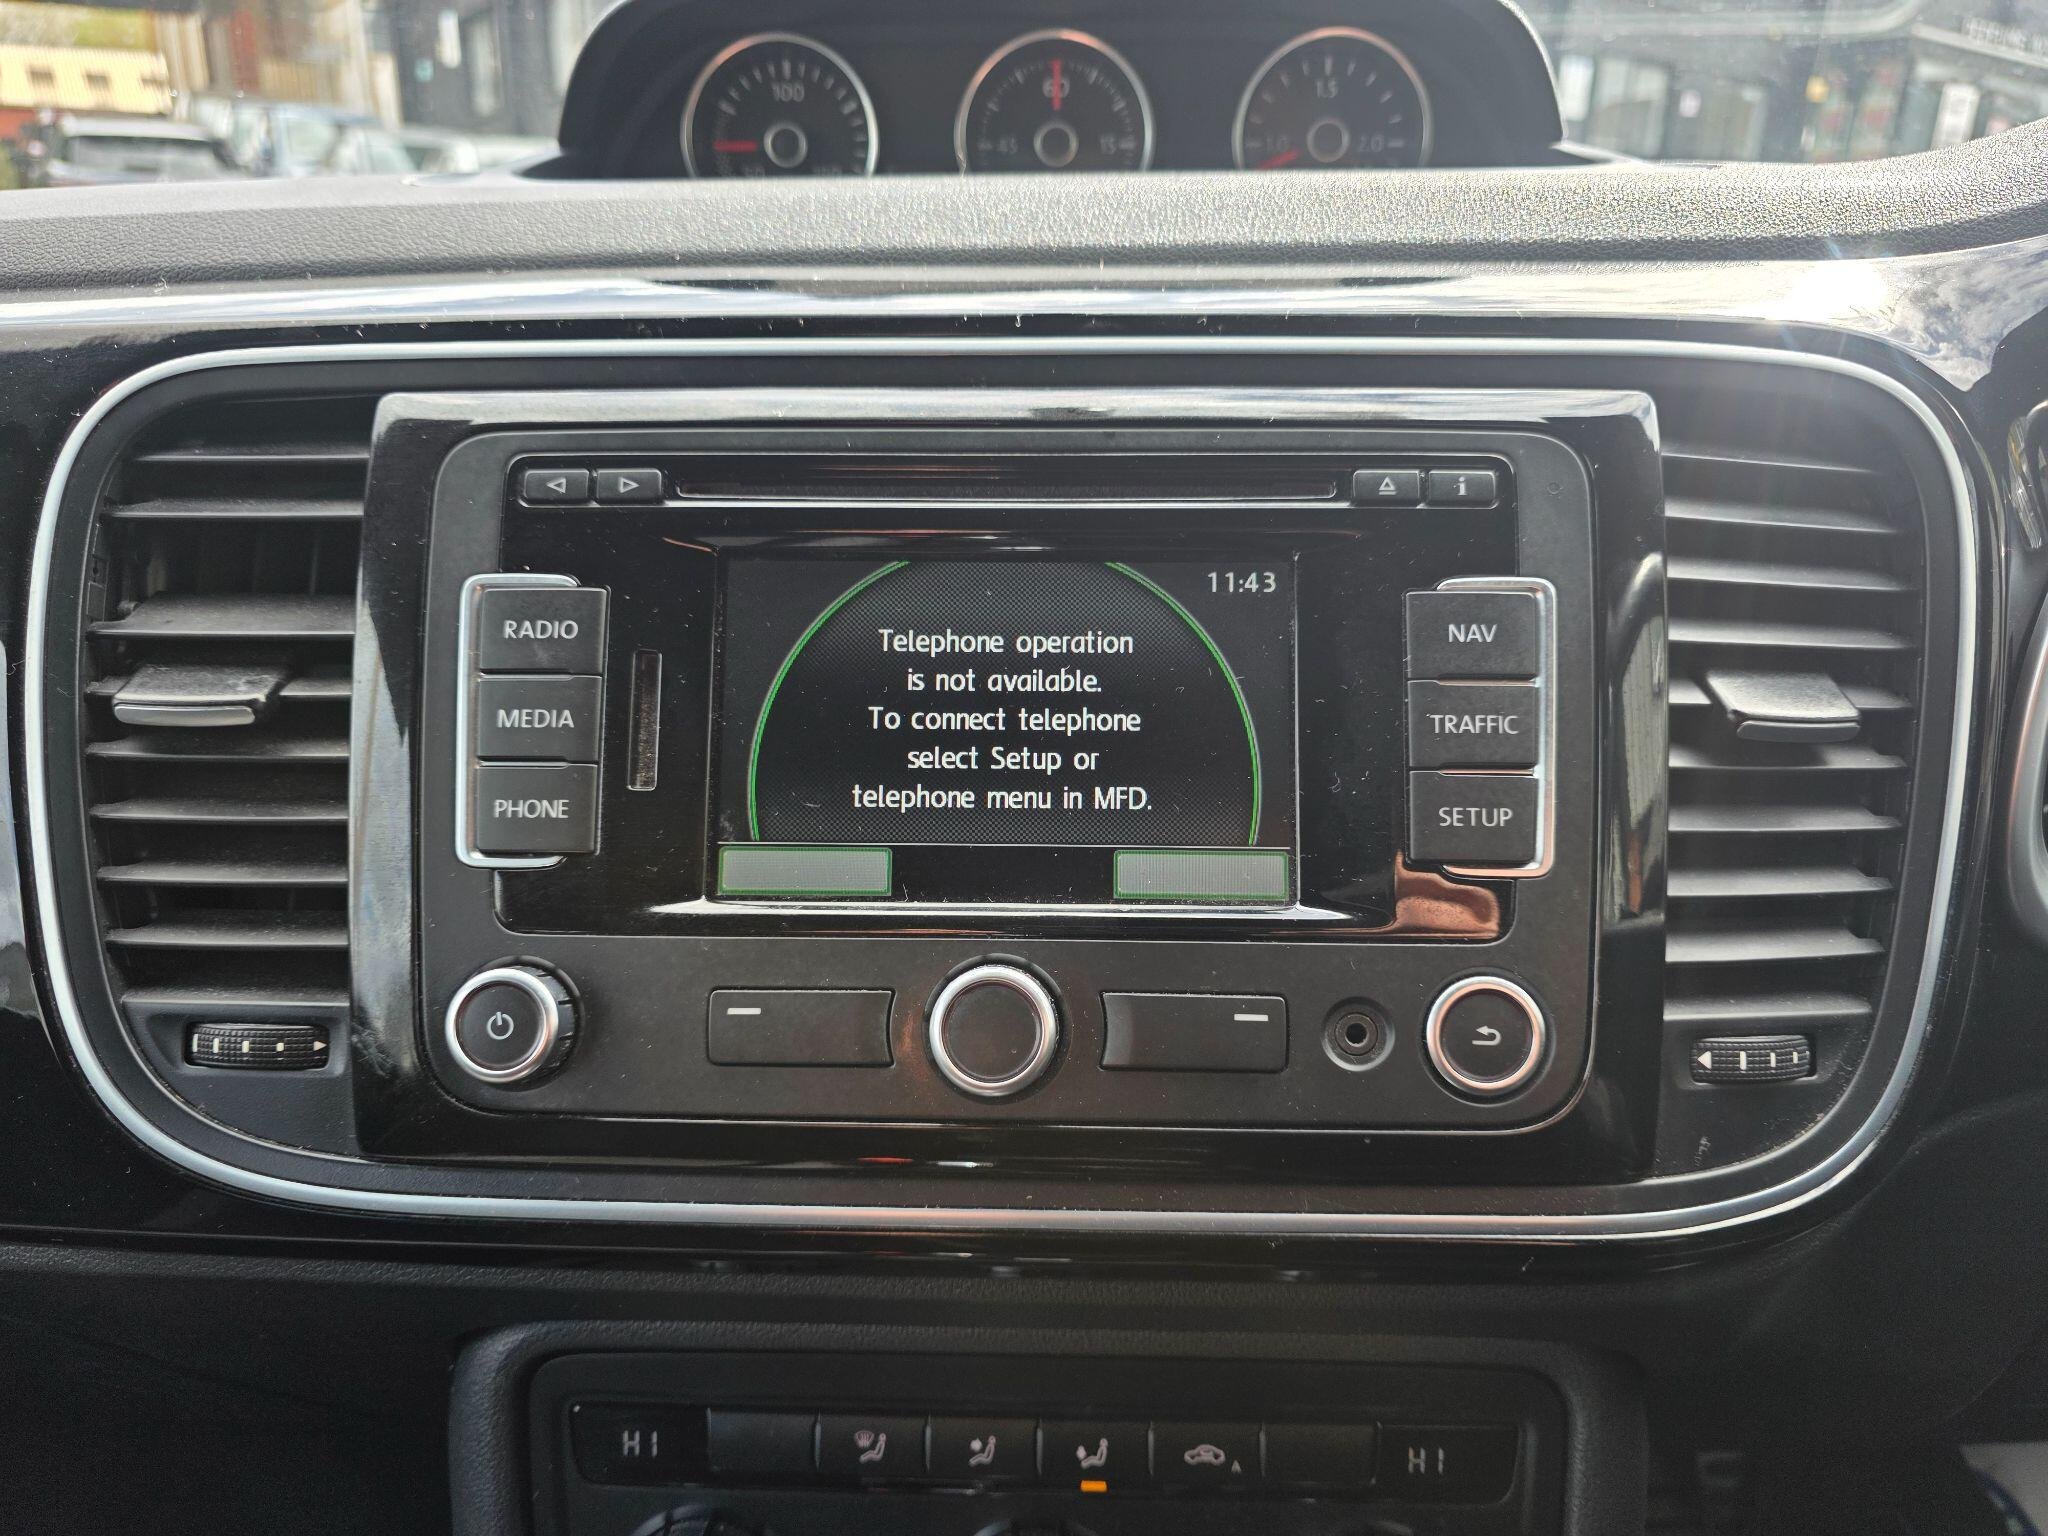 100
60
45
15
1.5
1.0
2.0
i
11:43
Telephone operation
is not available.
To connect telephone
select Setup or
telephone menu in MFD.
RADIO
MEDIA
PHONE
NAV
TRAFFIC
SETUP
HI
A
HI